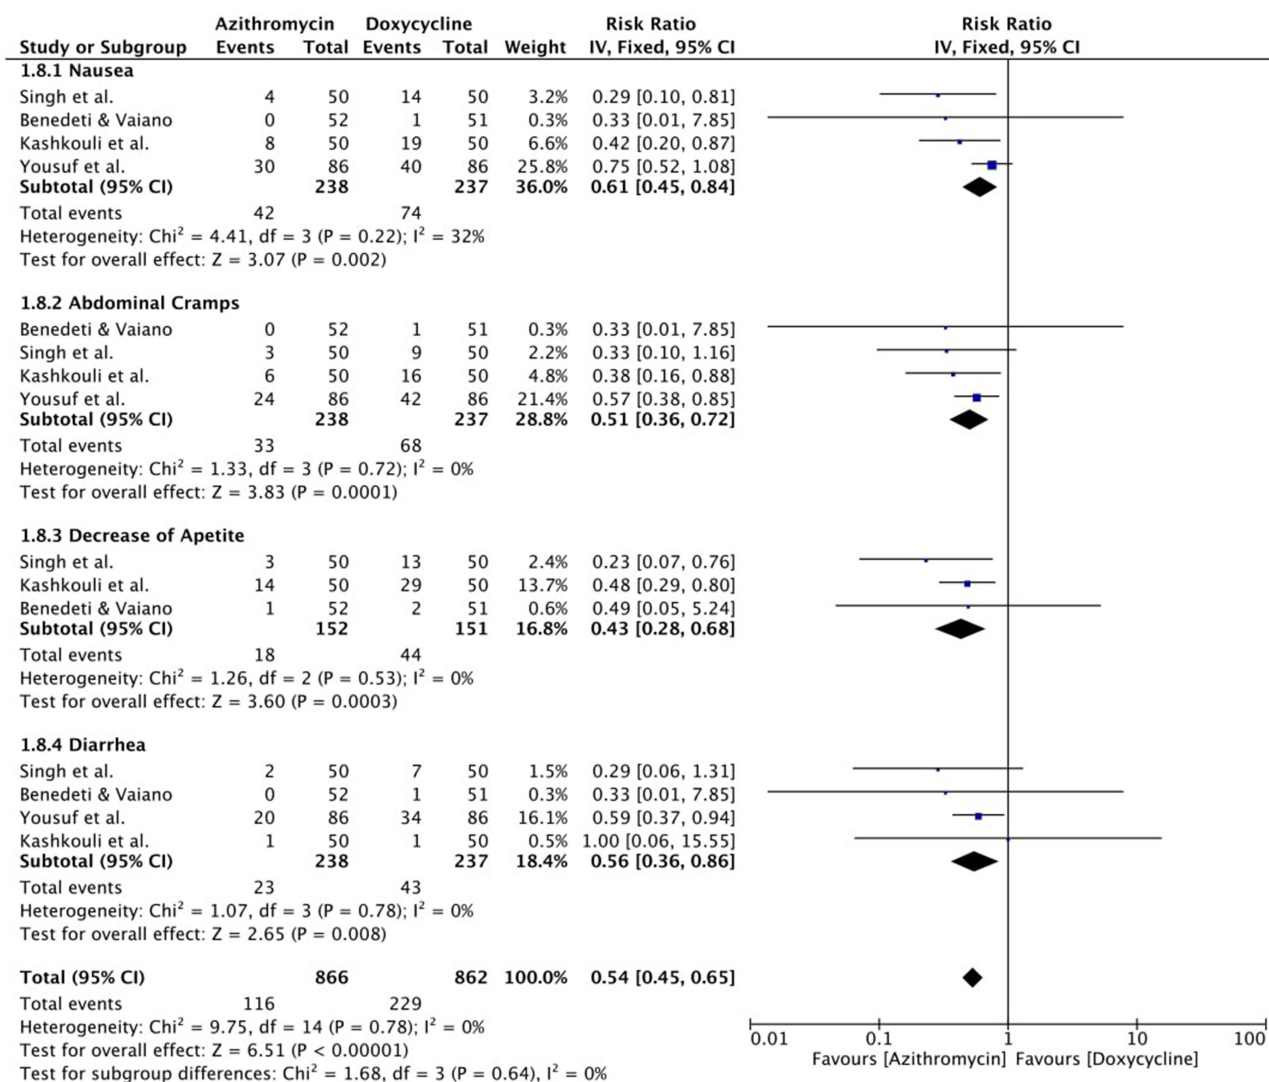 Azithromycin Doxycycline Risk Ratio Risk Ratio
Study or Subgroup Events Total Events Total Weight IV, Fixed, 95% CI IV, Fixed, 95% CI
1.8.1 Nausea
Singh et al. 4 50 14 50 3.2% 0.29 [0.10, 0.81]
Benedeti & Vaiano 0 52 1 51 0.3% 0.33 [0.01, 7.85]
Kashkouli et al. 8 50 19 50 6.6% 0.42 [0.20, 0.87]
Yousuf et al. 30 86 40 86 25.8% 0.75 [0.52, 1.08]
Subtotal (95% CI) 238 237 36.0% 0.61 [0.45, 0.84]
Total events 42 74
Heterogeneity: Chi² = 4.41, df = 3 (P = 0.22); I² = 32%
Test for overall effect: Z = 3.07 (P = 0.002)
1.8.2 Abdominal Cramps
Benedeti & Vaiano 0 52 1 51 0.3% 0.33 [0.01, 7.85]
Singh et al. 3 50 9 50 2.2% 0.33 [0.10, 1.16]
Kashkouli et al. 6 50 16 50 4.8% 0.38 [0.16, 0.88]
Yousuf et al. 24 86 42 86 21.4% 0.57 [0.38, 0.85]
Subtotal (95% CI) 238 237 28.8% 0.51 [0.36, 0.72]
Total events 33 68
Heterogeneity: Chi² = 1.33, df = 3 (P = 0.72); I² = 0%
Test for overall effect: Z = 3.83 (P = 0.0001)
1.8.3 Decrease of Apetite
Singh et al. 3 50 13 50 2.4% 0.23 [0.07, 0.76]
Kashkouli et al. 14 50 29 50 13.7% 0.48 [0.29, 0.80]
Benedeti & Vaiano 1 52 2 51 0.6% 0.49 [0.05, 5.24]
Subtotal (95% CI) 152 151 16.8% 0.43 [0.28, 0.68]
Total events 18 44
Heterogeneity: Chi² = 1.26, df = 2 (P = 0.53); I² = 0%
Test for overall effect: Z = 3.60 (P = 0.0003)
1.8.4 Diarrhea
Singh et al. 2 50 7 50 1.5% 0.29 [0.06, 1.31]
Benedeti & Vaiano 0 52 1 51 0.3% 0.33 [0.01, 7.85]
Yousuf et al. 20 86 34 86 16.1% 0.59 [0.37, 0.94]
Kashkouli et al. 1 50 1 50 0.5% 1.00 [0.06, 15.55]
Subtotal (95% CI) 238 237 18.4% 0.56 [0.36, 0.86]
Total events 23 43
Heterogeneity: Chi² = 1.07, df = 3 (P = 0.78); I² = 0%
Test for overall effect: Z = 2.65 (P = 0.008)
Total (95% CI) 866 862 100.0% 0.54 [0.45, 0.65]
Total events 116 229
Heterogeneity: Chi² = 9.75, df = 14 (P = 0.78); I² = 0%
Test for overall effect: Z = 6.51 (P < 0.00001)
Test for subgroup differences: Chi² = 1.68, df = 3 (P = 0.64), I² = 0%
0.01 0.1 1 10 100
Favours [Azithromycin] Favours [Doxycycline]